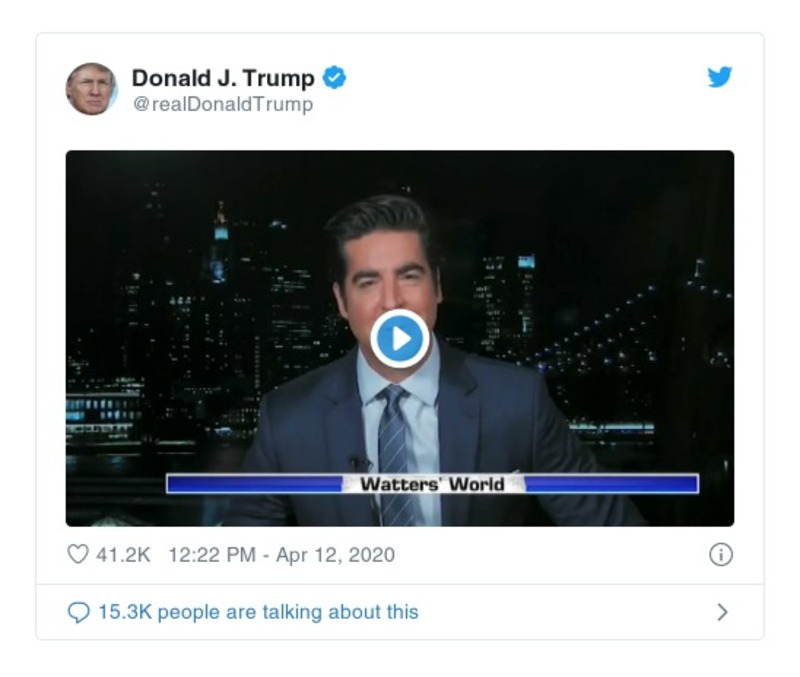 Donald J. Trump
@realDonaldTrump
Watters' World
41.2K 12:22 PM - Apr 12, 2020
15.3K people are talking about this